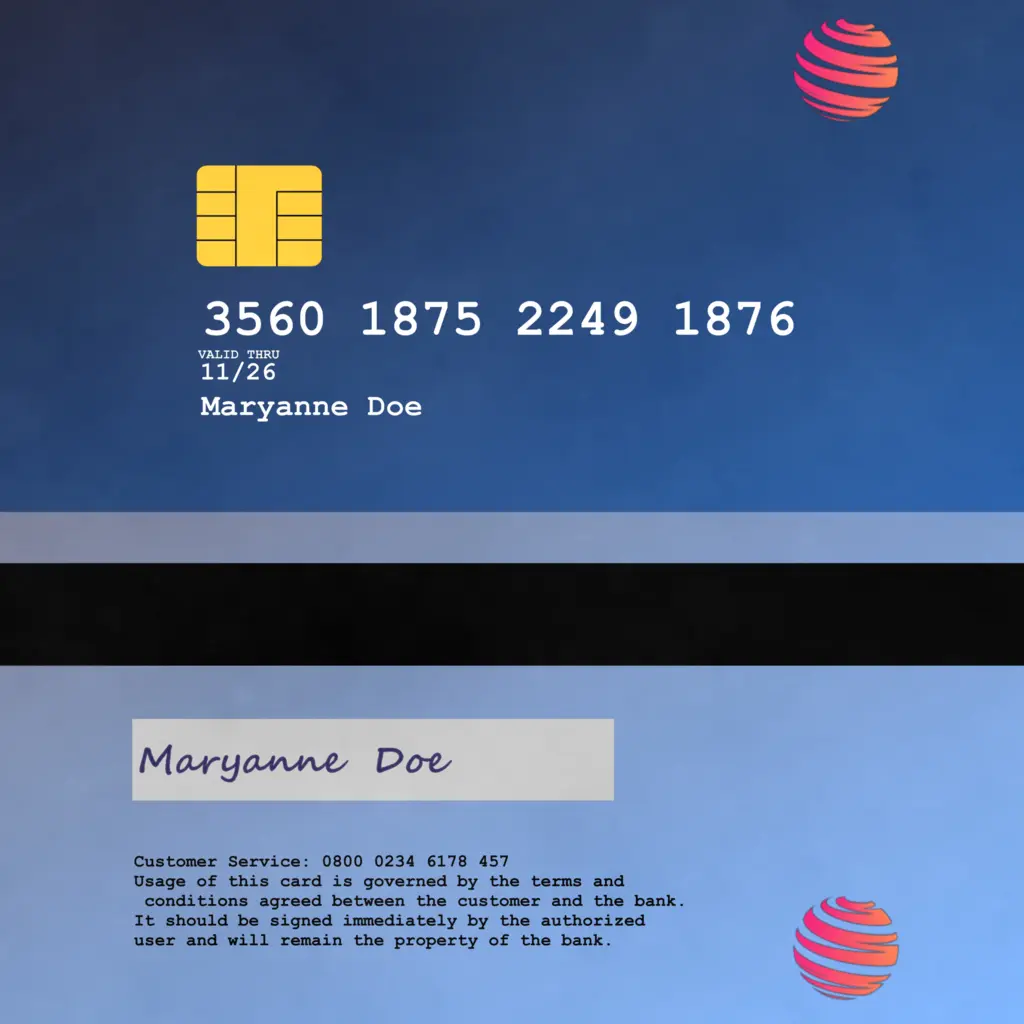 3560 1875 2249 1876
VALID THRU
11/26
Maryanne Doe
Maryanne Doe
Customer Service: 0800 0234 6178 457
Usage of this card is governed by the terms and
conditions agreed between the customer and the bank.
It should be signed immediately by the authorized
user and will remain the property of the bank.